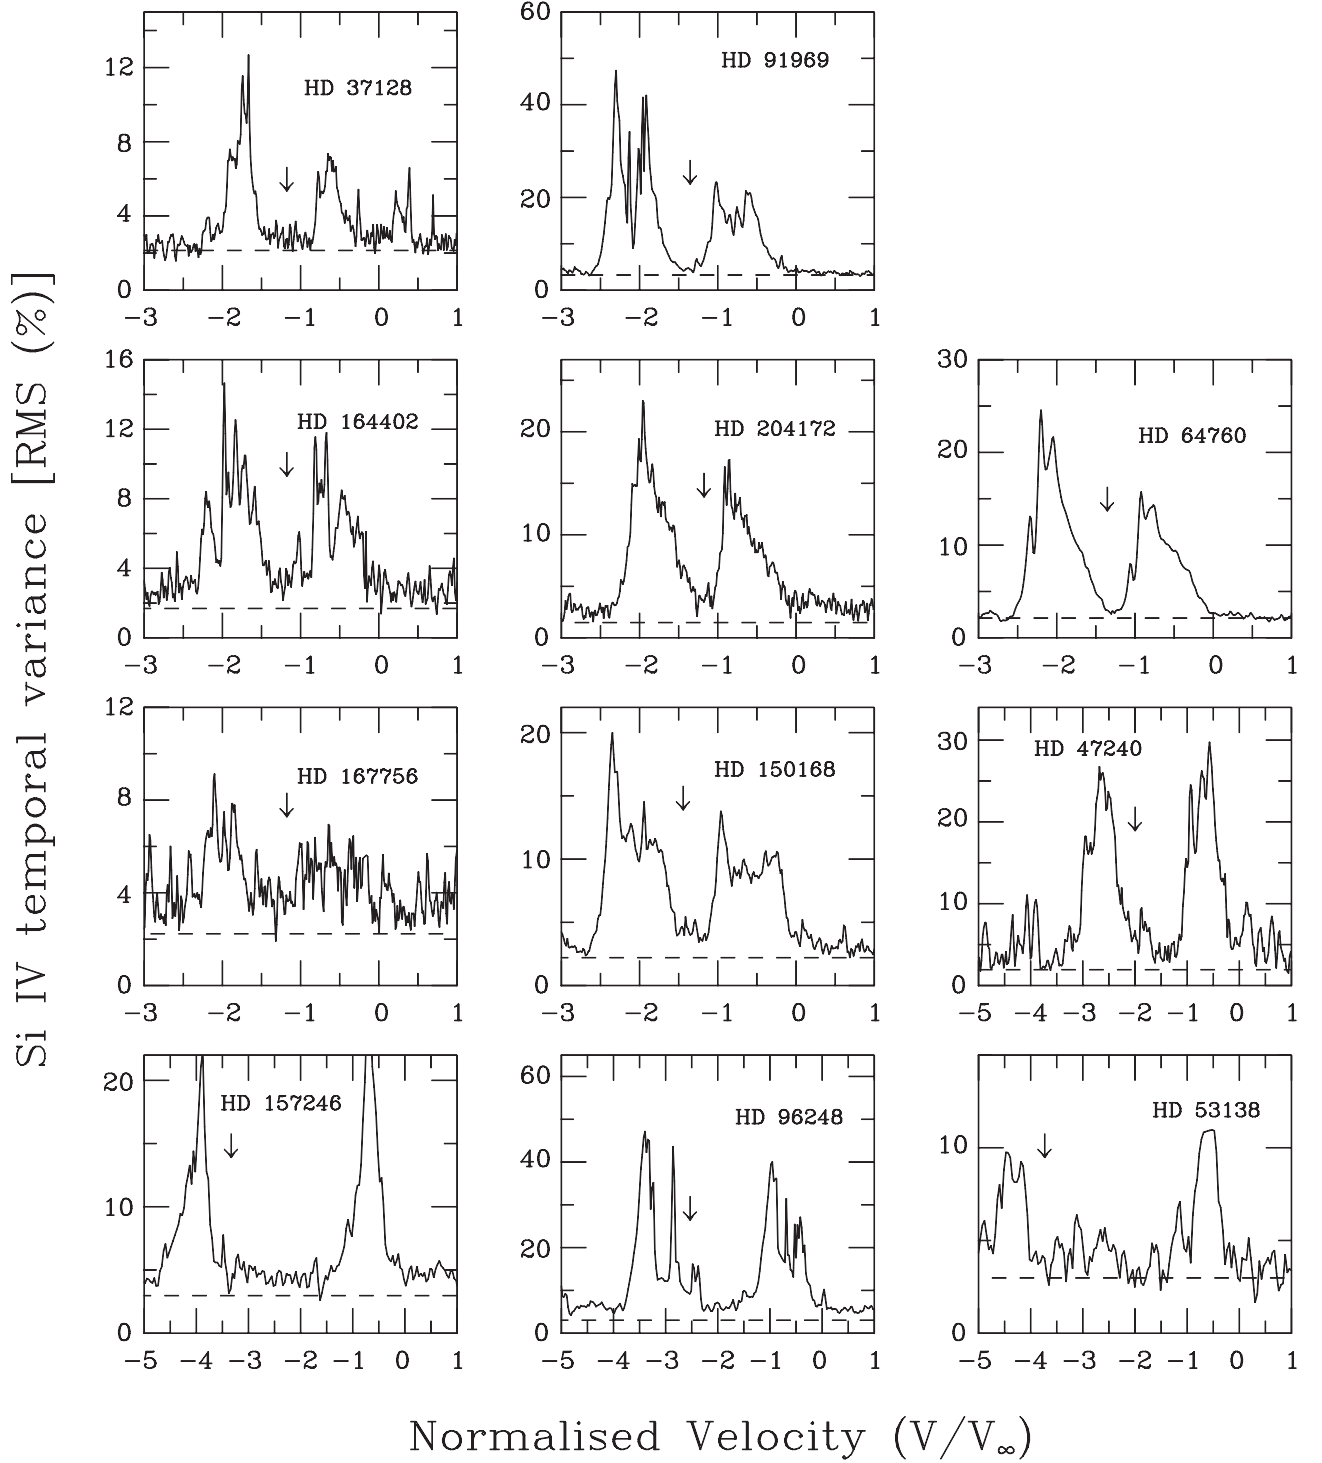 Si IV temporal variance [RMS (%)]
12
8
4
0
HD 37128
−3 −2 −1 0 1
60
40
20
0
HD 91969
−3 −2 −1 0 1
16
12
8
4
0
HD 164402
−3 −2 −1 0 1
20
10
0
HD 204172
−3 −2 −1 0 1
30
20
10
0
HD 64760
−3 −2 −1 0 1
12
8
4
0
HD 167756
−3 −2 −1 0 1
20
10
0
HD 150168
−3 −2 −1 0 1
30
20
10
0
HD 47240
−5 −4 −3 −2 −1 0 1
20
10
0
HD 157246
−5 −4 −3 −2 −1 0 1
60
40
20
0
HD 96248
−5 −4 −3 −2 −1 0 1
10
0
HD 53138
−5 −4 −3 −2 −1 0 1
Normalised Velocity (V/V∞)